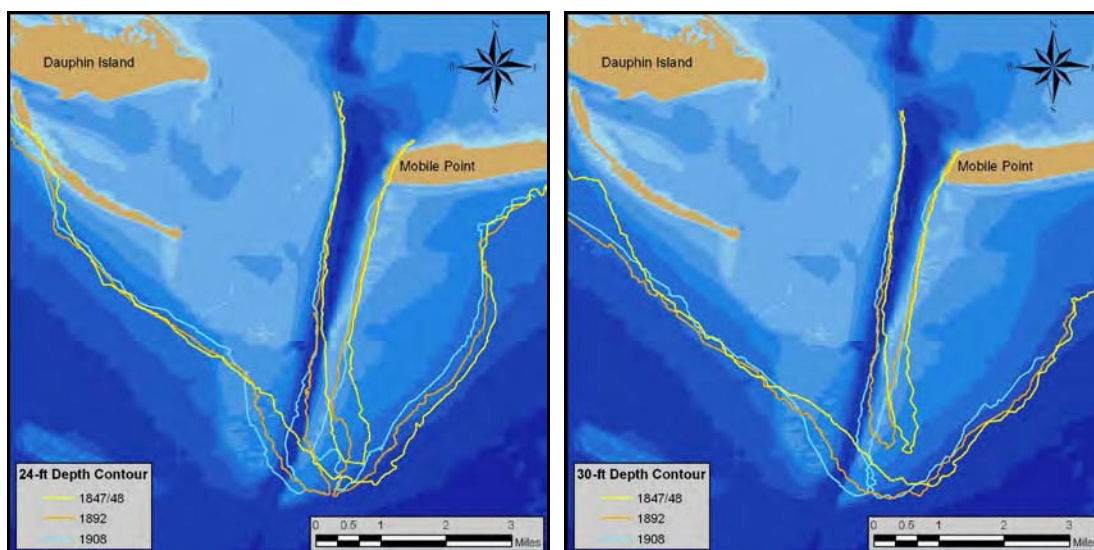 Dauphin Island
N
W
E
S
Mobile Point
24-ft Depth Contour
1847/48
1892
1908
0 0.5 1 2 3
Miles
Dauphin Island
N
W
E
S
Mobile Point
30-ft Depth Contour
1847/48
1892
1908
0 0.5 1 2 3
Miles